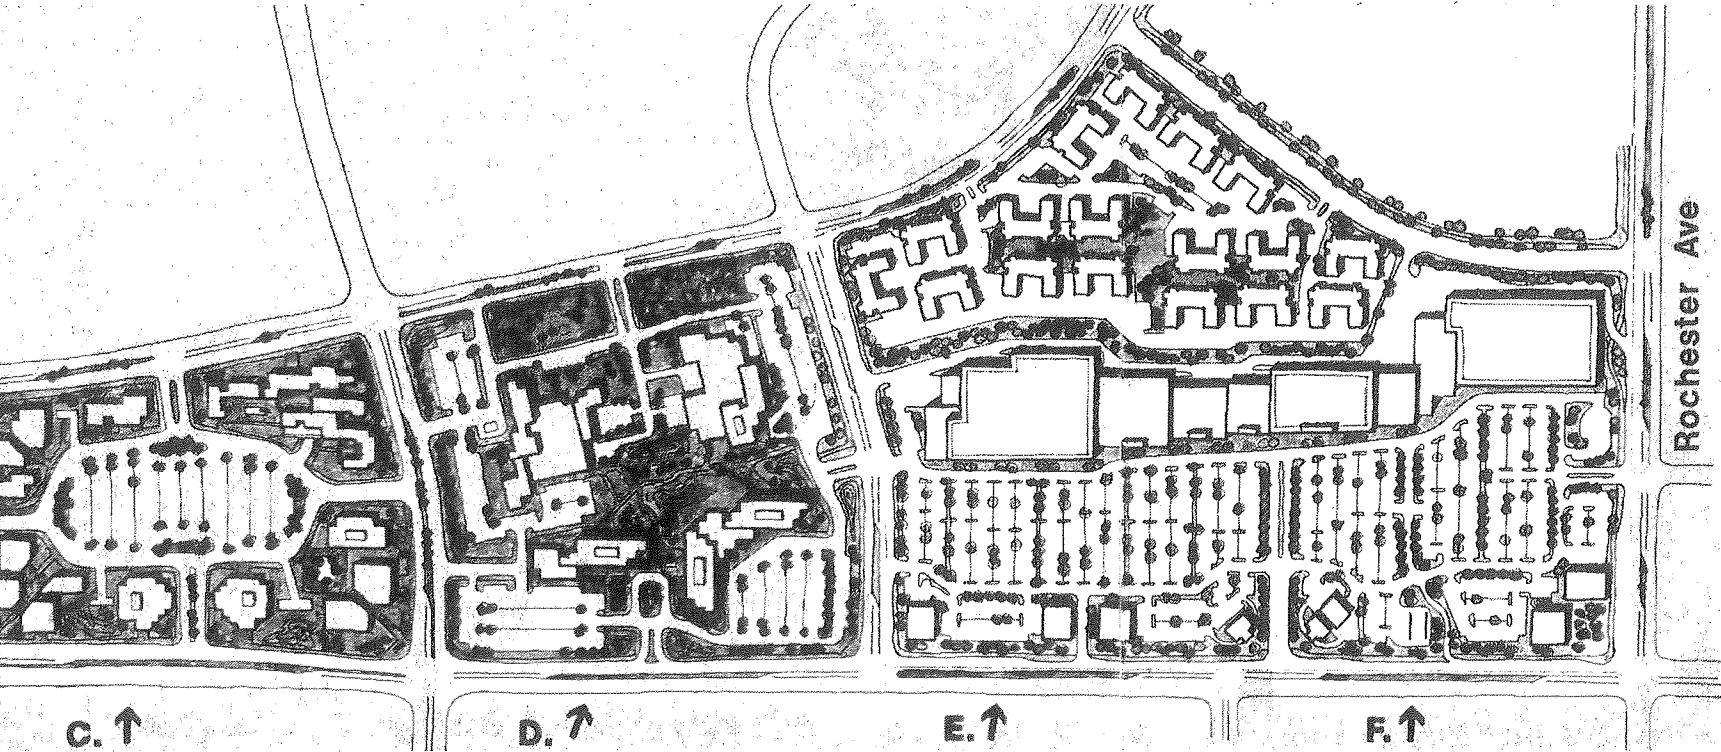 Rochester Ave
C. ↑
D. ↑
E. ↑
F. ↑